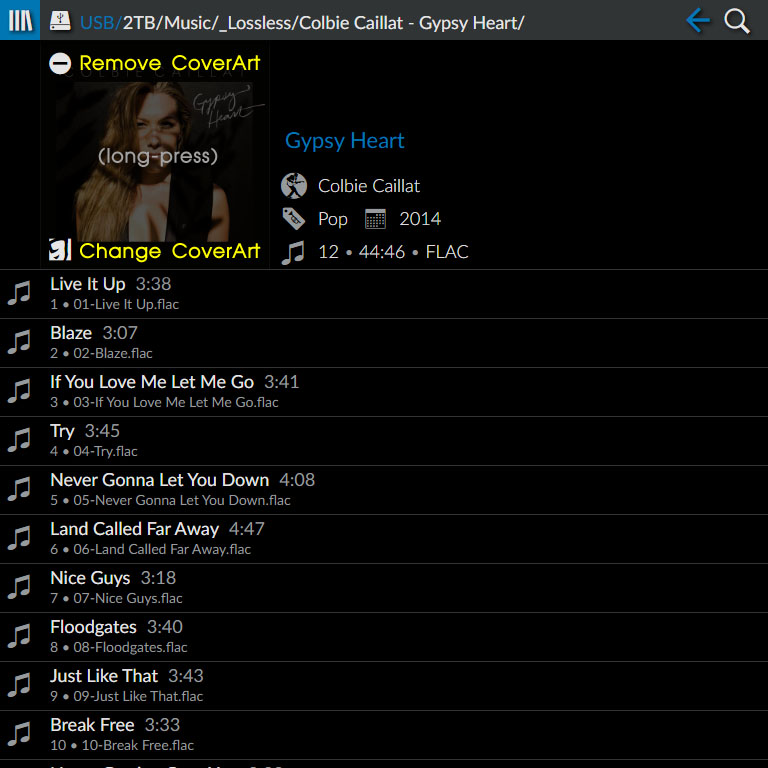 USB/2TB/Music/_Lossless/Colbie Caillat - Gypsy Heart/
Remove CoverArt
COLBIE CAILLAT
Gypsy
Heart
(long-press)
Change CoverArt
Gypsy Heart
Colbie Caillat
Pop 2014
12 • 44:46 • FLAC
Live It Up 3:38
1 • 01-Live It Up.flac
Blaze 3:07
2 • 02-Blaze.flac
If You Love Me Let Me Go 3:41
3 • 03-If You Love Me Let Me Go.flac
Try 3:45
4 • 04-Try.flac
Never Gonna Let You Down 4:08
5 • 05-Never Gonna Let You Down.flac
Land Called Far Away 4:47
6 • 06-Land Called Far Away.flac
Nice Guys 3:18
7 • 07-Nice Guys.flac
Floodgates 3:40
8 • 08-Floodgates.flac
Just Like That 3:43
9 • 09-Just Like That.flac
Break Free 3:33
10 • 10-Break Free.flac